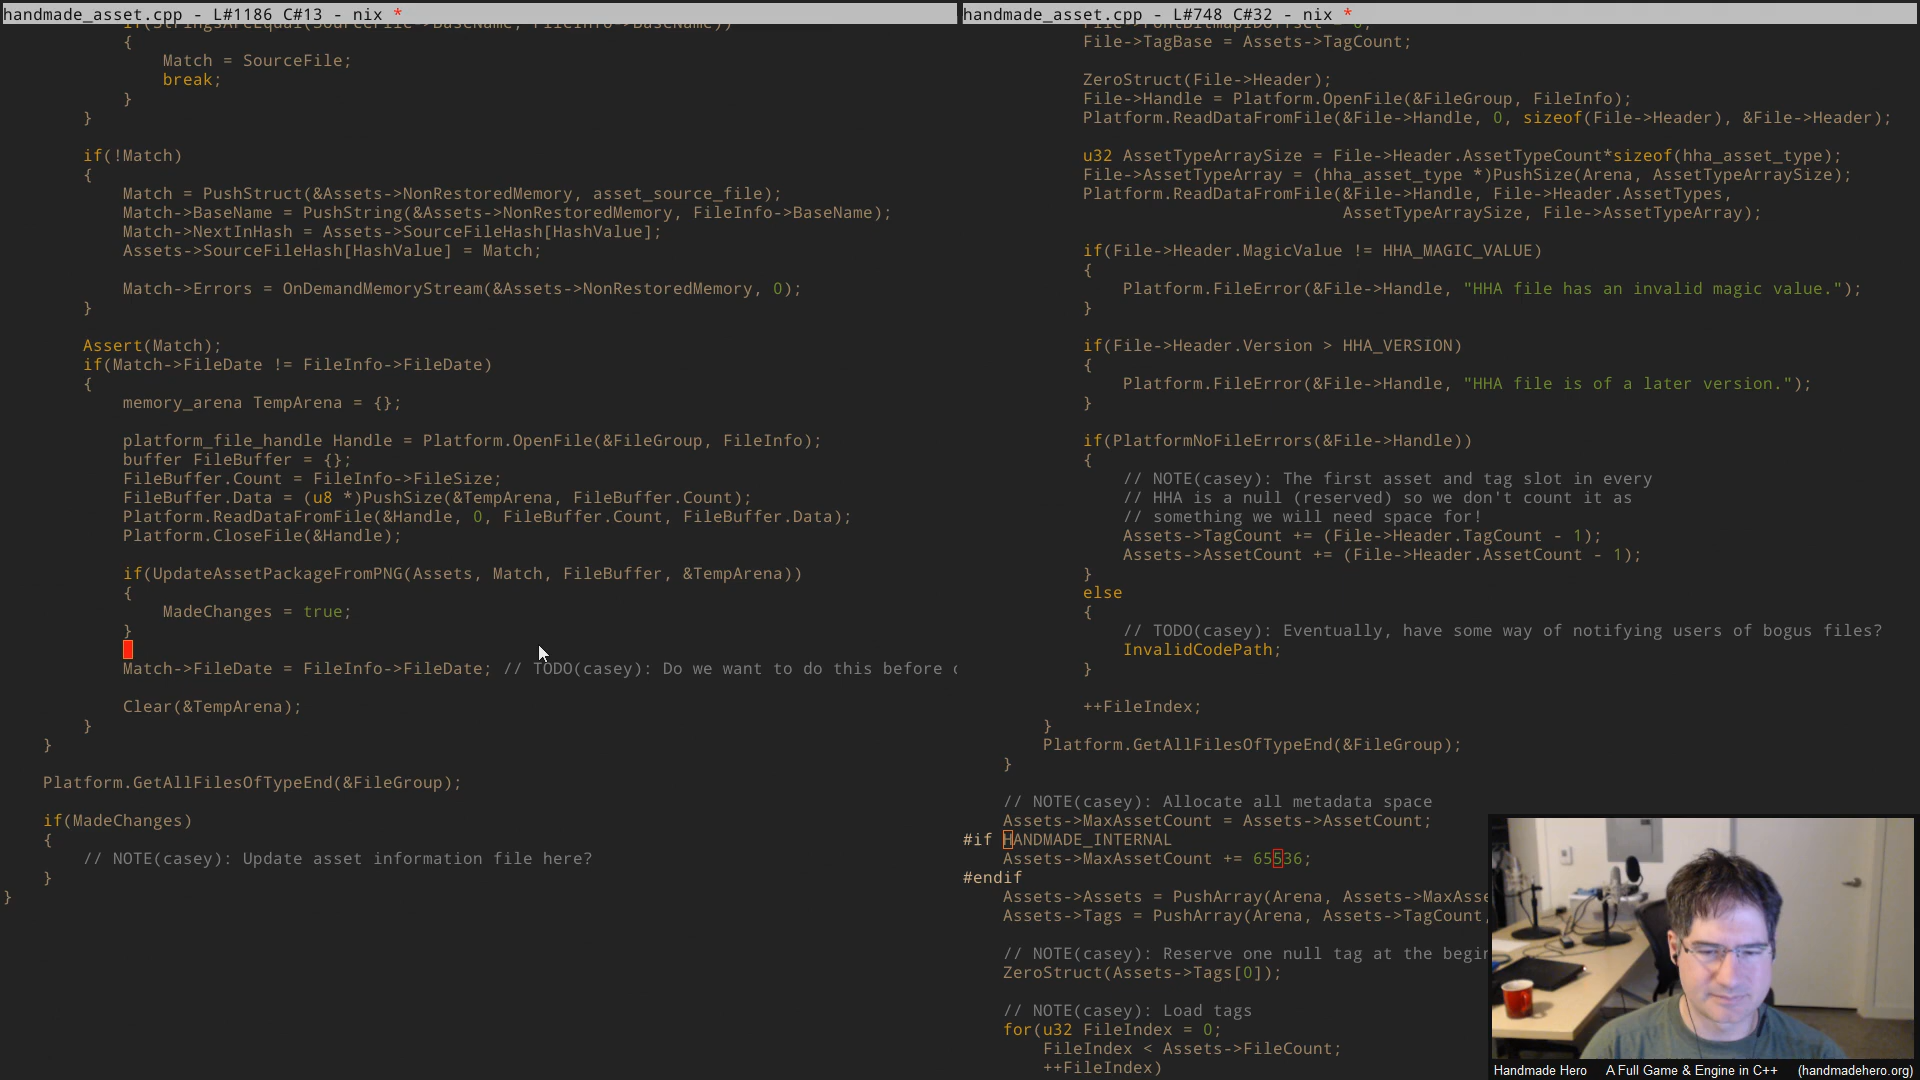 handmade_asset.cpp - L#1186 C#13 - nix *
if(StringsAreEqual(SourceFile->BaseName, FileInfo->BaseName))
{
Match = SourceFile;
break;
}
}
if(!Match)
{
Match = PushStruct(&Assets->NonRestoredMemory, asset_source_file);
Match->BaseName = PushString(&Assets->NonRestoredMemory, FileInfo->BaseName);
Match->NextInHash = Assets->SourceFileHash[HashValue];
Assets->SourceFileHash[HashValue] = Match;
Match->Errors = OnDemandMemoryStream(&Assets->NonRestoredMemory, 0);
}
Assert(Match);
if(Match->FileDate != FileInfo->FileDate)
{
memory_arena TempArena = {};
platform_file_handle Handle = Platform.OpenFile(&FileGroup, FileInfo);
buffer FileBuffer = {};
FileBuffer.Count = FileInfo->FileSize;
FileBuffer.Data = (u8 *)PushSize(&TempArena, FileBuffer.Count);
Platform.ReadDataFromFile(&Handle, 0, FileBuffer.Count, FileBuffer.Data);
Platform.CloseFile(&Handle);
if(UpdateAssetPackageFromPNG(Assets, Match, FileBuffer, &TempArena))
{
MadeChanges = true;
}
Match->FileDate = FileInfo->FileDate; // TODO(casey): Do we want to do this before
Clear(&TempArena);
}
}
Platform.GetAllFilesOfTypeEnd(&FileGroup);
if(MadeChanges)
{
// NOTE(casey): Update asset information file here?
}
}
handmade_asset.cpp - L#748 C#32 - nix *
File->TagBase = Assets->TagCount;
ZeroStruct(File->Header);
File->Handle = Platform.OpenFile(&FileGroup, FileInfo);
Platform.ReadDataFromFile(&File->Handle, 0, sizeof(File->Header), &File->Header);
u32 AssetTypeArraySize = File->Header.AssetTypeCount*sizeof(hha_asset_type);
File->AssetTypeArray = (hha_asset_type *)PushSize(Arena, AssetTypeArraySize);
Platform.ReadDataFromFile(&File->Handle, File->Header.AssetTypes,
AssetTypeArraySize, File->AssetTypeArray);
if(File->Header.MagicValue != HHA_MAGIC_VALUE)
{
Platform.FileError(&File->Handle, "HHA file has an invalid magic value.");
}
if(File->Header.Version > HHA_VERSION)
{
Platform.FileError(&File->Handle, "HHA file is of a later version.");
}
if(PlatformNoFileErrors(&File->Handle))
{
// NOTE(casey): The first asset and tag slot in every
// HHA is a null (reserved) so we don't count it as
// something we will need space for!
Assets->TagCount += (File->Header.TagCount - 1);
Assets->AssetCount += (File->Header.AssetCount - 1);
}
else
{
// TODO(casey): Eventually, have some way of notifying users of bogus files?
InvalidCodePath;
}
++FileIndex;
}
Platform.GetAllFilesOfTypeEnd(&FileGroup);
}
// NOTE(casey): Allocate all metadata space
Assets->MaxAssetCount = Assets->AssetCount;
#if HANDMADE_INTERNAL
Assets->MaxAssetCount += 65536;
#endif
Assets->Assets = PushArray(Arena, Assets->MaxAsse
Assets->Tags = PushArray(Arena, Assets->TagCount,
// NOTE(casey): Reserve one null tag at the begin
ZeroStruct(Assets->Tags[0]);
// NOTE(casey): Load tags
for(u32 FileIndex = 0;
FileIndex < Assets->FileCount;
++FileIndex)
Handmade Hero A Full Game & Engine in C++ (handmadehero.org)